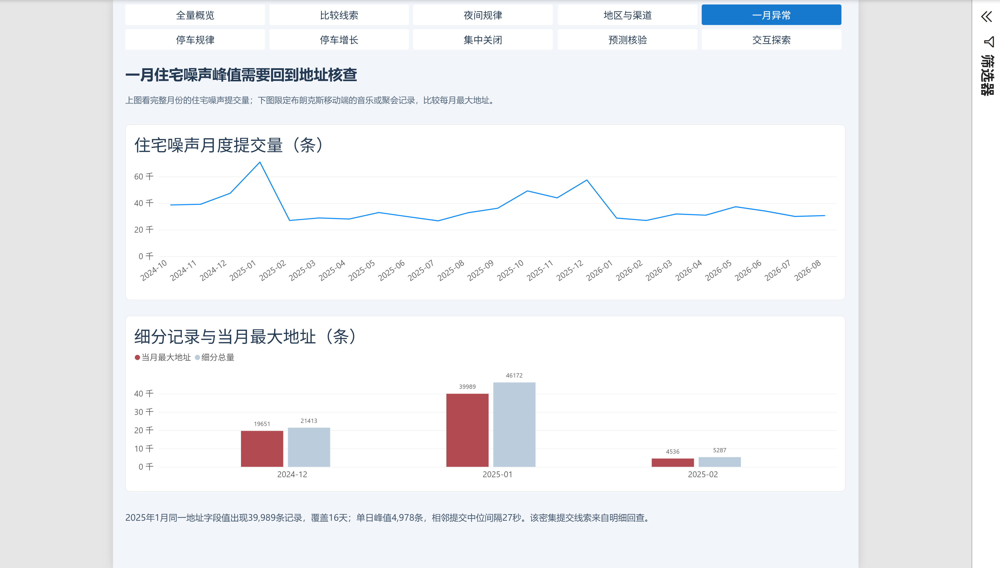 全量概览 比较线索 夜间规律 地区与渠道 一月异常
停车规律 停车增长 集中关闭 预测核验 交互探索
筛选器
一月住宅噪声峰值需要回到地址核查
上图看完整月份的住宅噪声提交量；下图限定布朗克斯移动端的音乐或聚会记录，比较每月最大地址。
住宅噪声月度提交量（条）
60 千
40 千
20 千
0 千
2024-10 2024-11 2024-12 2025-01 2025-02 2025-03 2025-04 2025-05 2025-06 2025-07 2025-08 2025-09 2025-10 2025-11 2025-12 2026-01 2026-02 2026-03 2026-04 2026-05 2026-06 2026-07 2026-08
细分记录与当月最大地址（条）
当月最大地址 细分总量
40 千
30 千
20 千
10 千
0 千
19651 21413 39989 46172 4536 5287
2024-12 2025-01 2025-02
2025年1月同一地址字段值出现39,989条记录，覆盖16天；单日峰值4,978条，相邻提交中位间隔27秒。该密集提交线索来自明细回查。